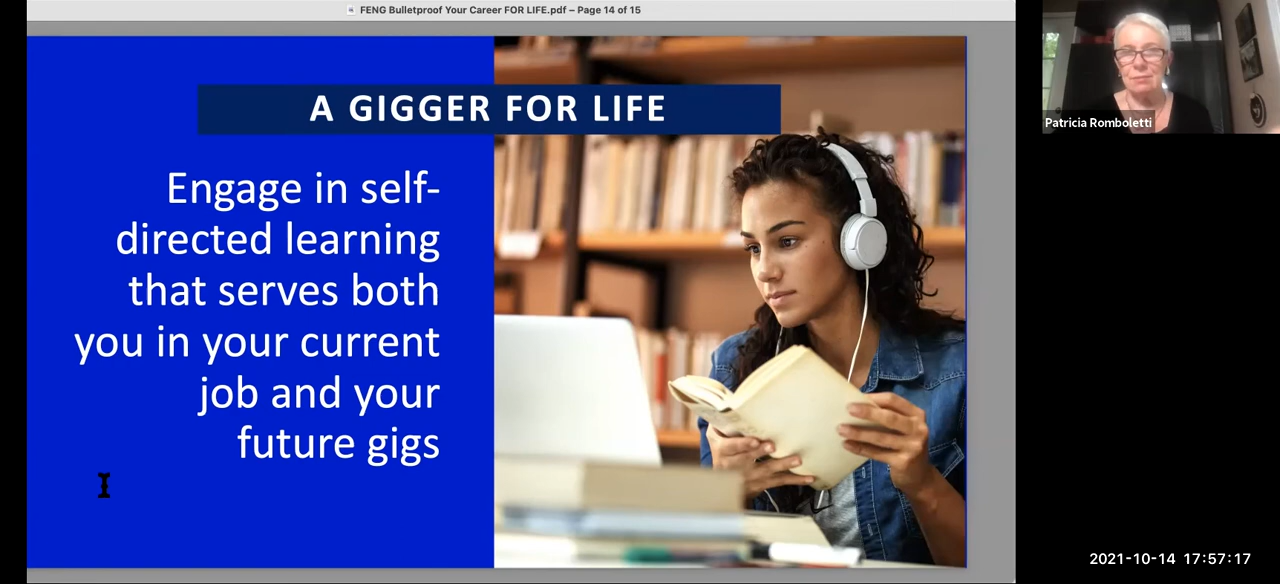 FENG Bulletproof Your Career FOR LIFE.pdf – Page 14 of 15
A GIGGER FOR LIFE
Engage in self-
directed learning
that serves both
you in your current
job and your
future gigs
Patricia Romboletti
2021-10-14 17:57:17